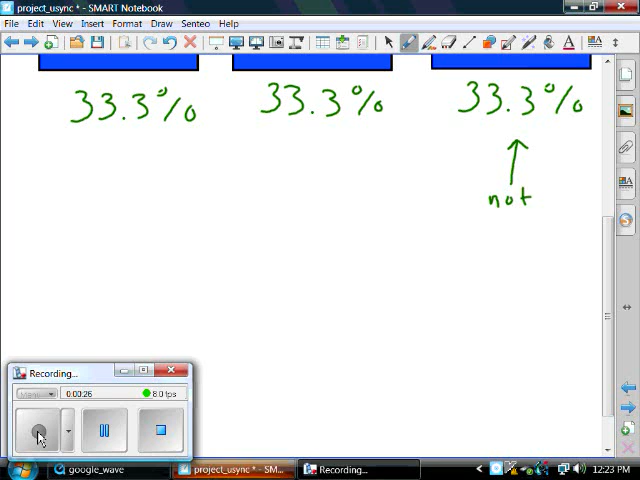 project_usync * - SMART Notebook
File Edit View Insert Format Draw Senteo Help
33.3% 33.3% 33.3%
not
Recording...
0:00:26 8.0 fps
google_wave project_usync * - SM... Recording... 12:23 PM